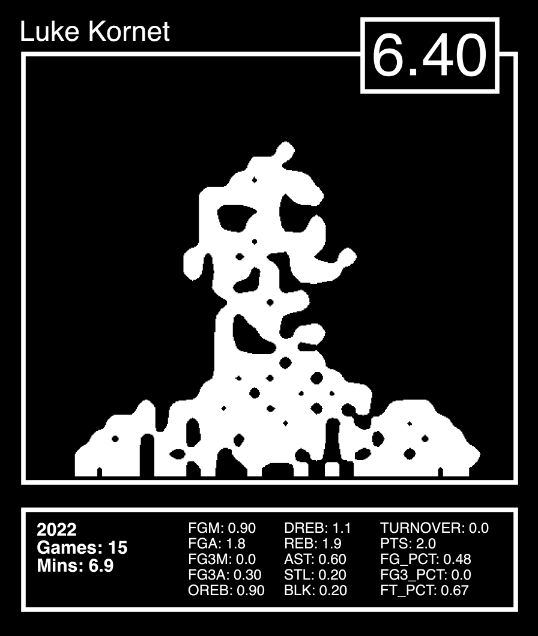 Luke Kornet
6.40
2022
Games: 15
Mins: 6.9
FGM: 0.90
FGA: 1.8
FG3M: 0.0
FG3A: 0.30
OREB: 0.90
DREB: 1.1
REB: 1.9
AST: 0.60
STL: 0.20
BLK: 0.20
TURNOVER: 0.0
PTS: 2.0
FG_PCT: 0.48
FG3_PCT: 0.0
FT_PCT: 0.67